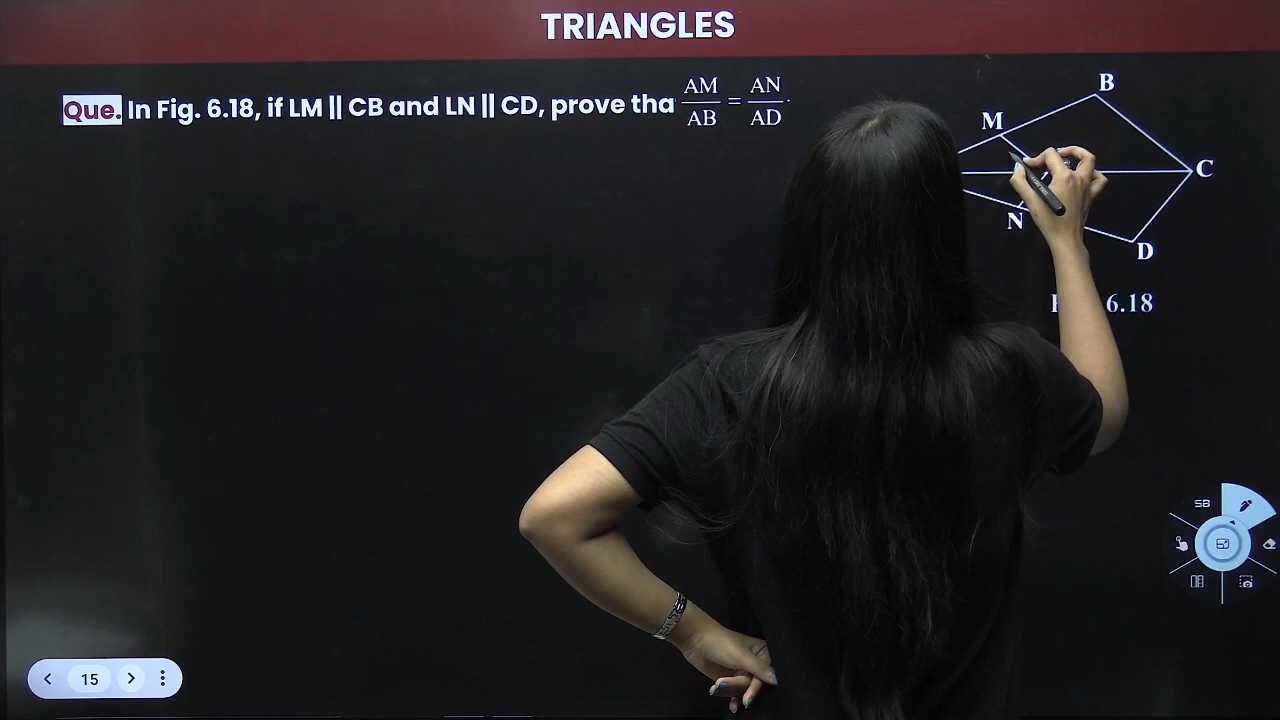 TRIANGLES
Que. In Fig. 6.18, if LM || CB and LN || CD, prove tha AM/AB = AN/AD.
B
M
C
N
D
6.18
15